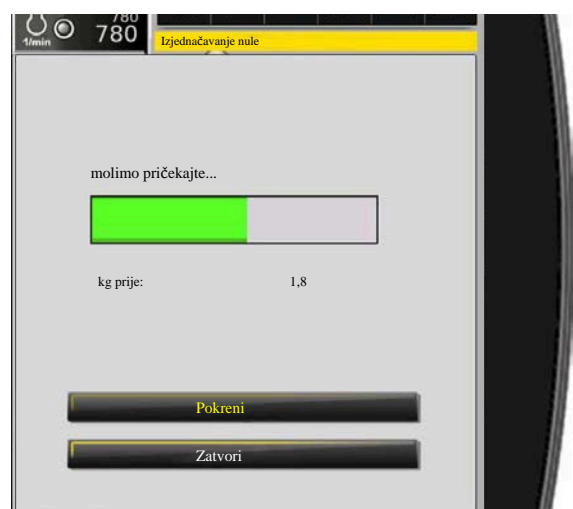 780
1/min
780
Izjednačavanje nule
molimo pričekajte...
kg prije: 1,8
Pokreni
Zatvori